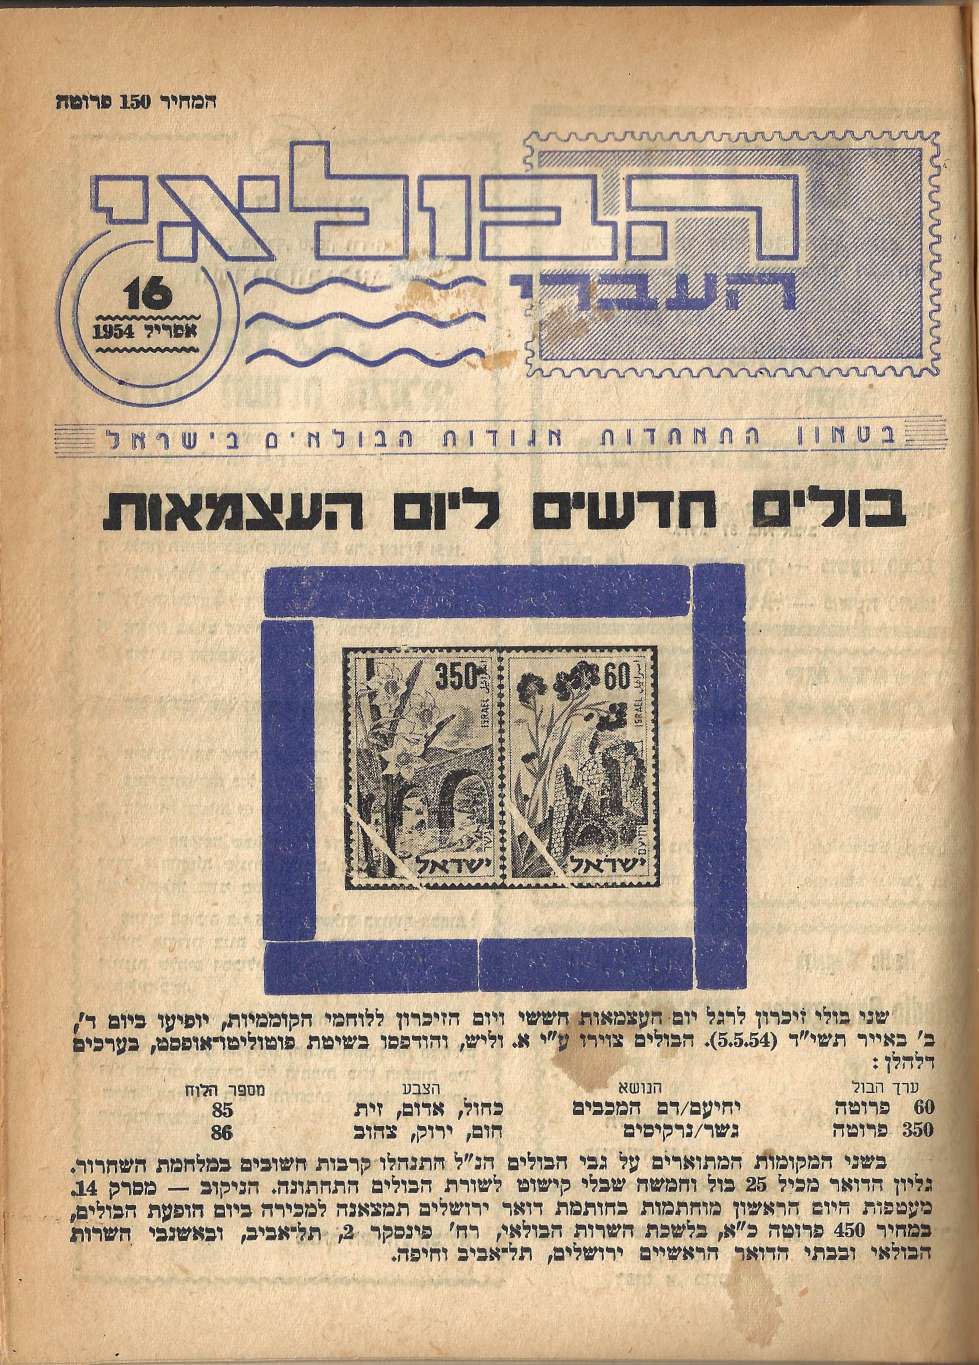 המחיר 150 פרוטה
הבולאי
העברי
16
אפריל 1954
בטאון התאחדות אגודות הבולאים בישראל
בולים חדשים ליום העצמאות
350
ISRAEL
ישראל
60
ISRAEL
יחיעם
ישראל
שני בולי זיכרון לרגל יום העצמאות הששי ויום הזיכרון ללוחמי הקוממיות, יופיעו ביום ד',
ב' באייר תשי"ד (5.5.54). הבולים צוירו ע"י א. וליש, והודפסו בשיטת פוטוליטו־אופסט, בערכים
דלהלן:
ערך הבול הנושא הצבע מספר הלוח
60 פרוטה יחיעם/דם המכבים כחול, אדום, זית 85
350 פרוטה גשר/נרקיסים חום, ירוק, צהוב 86
בשני המקומות המתוארים על גבי הבולים הנ"ל התנהלו קרבות חשובים במלחמת השחרור.
גליון הדואר מכיל 25 בול וחמשה שבלי קישוט לשורת הבולים התחתונה. הניקוב — מסרק 14.
מעטפות היום הראשון מוחתמות בחותמת דואר ירושלים תמצאנה למכירה ביום הופעת הבולים,
במחיר 450 פרוטה כ"א, בלשכת השרות הבולאי, רח' פינסקר 2, תל־אביב, ובאשנבי השרות
הבולאי ובבתי הדואר הראשיים ירושלים, תל־אביב וחיפה.